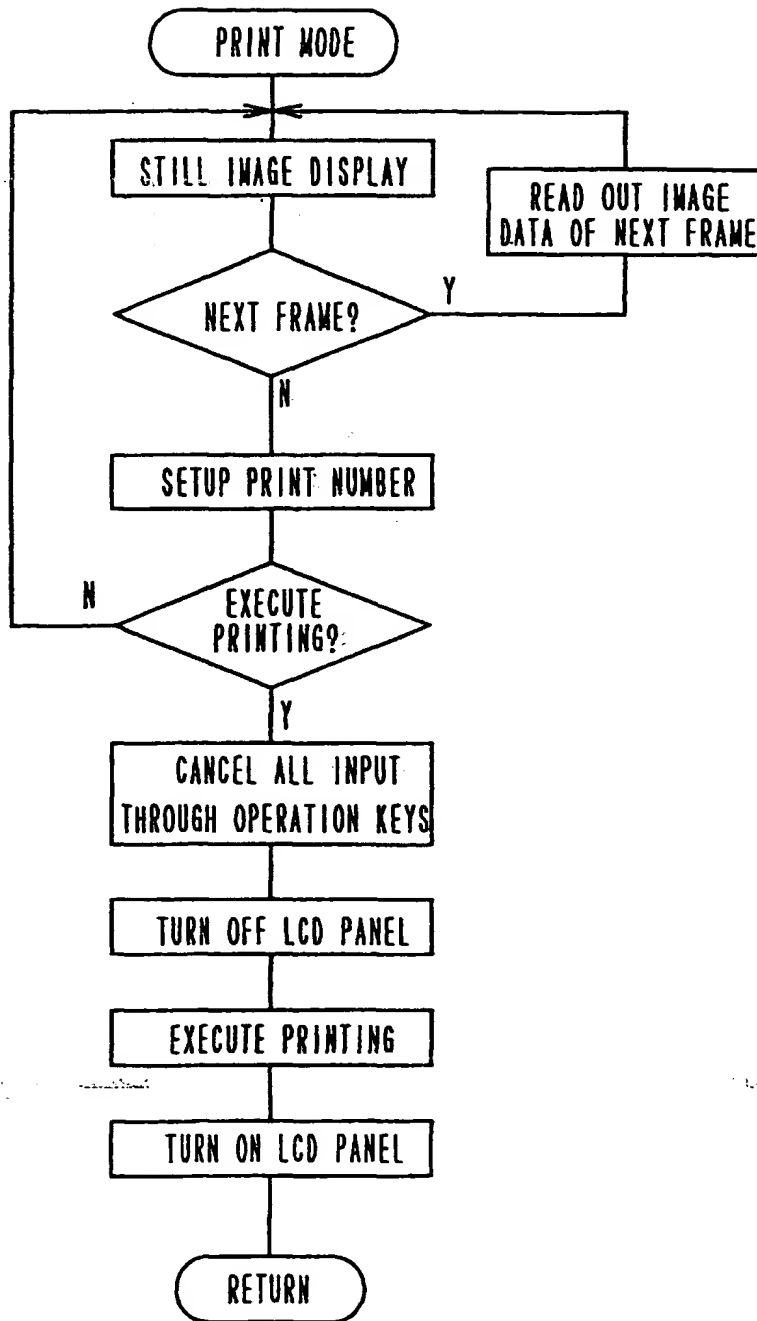 PRINT MODE
STILL IMAGE DISPLAY
READ OUT IMAGE
DATA OF NEXT FRAME
NEXT FRAME?
Y
N
SETUP PRINT NUMBER
EXECUTE
PRINTING?
N
Y
CANCEL ALL INPUT
THROUGH OPERATION KEYS
TURN OFF LCD PANEL
EXECUTE PRINTING
TURN ON LCD PANEL
RETURN